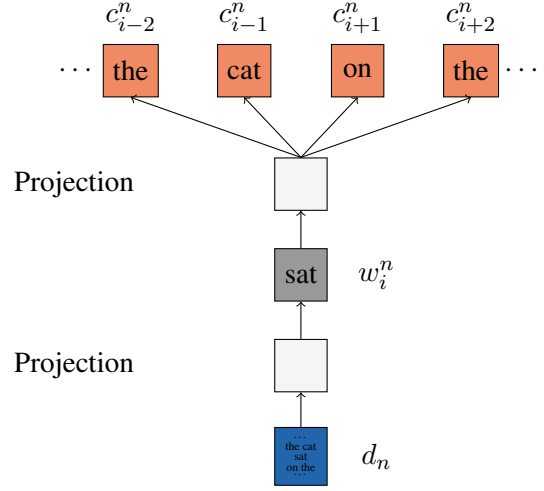 c^n_{i−2} c^n_{i−1} c^n_{i+1} c^n_{i+2}
··· the cat on the ···
Projection
sat w^n_i
Projection
···
the cat
sat
on the
···
d_n